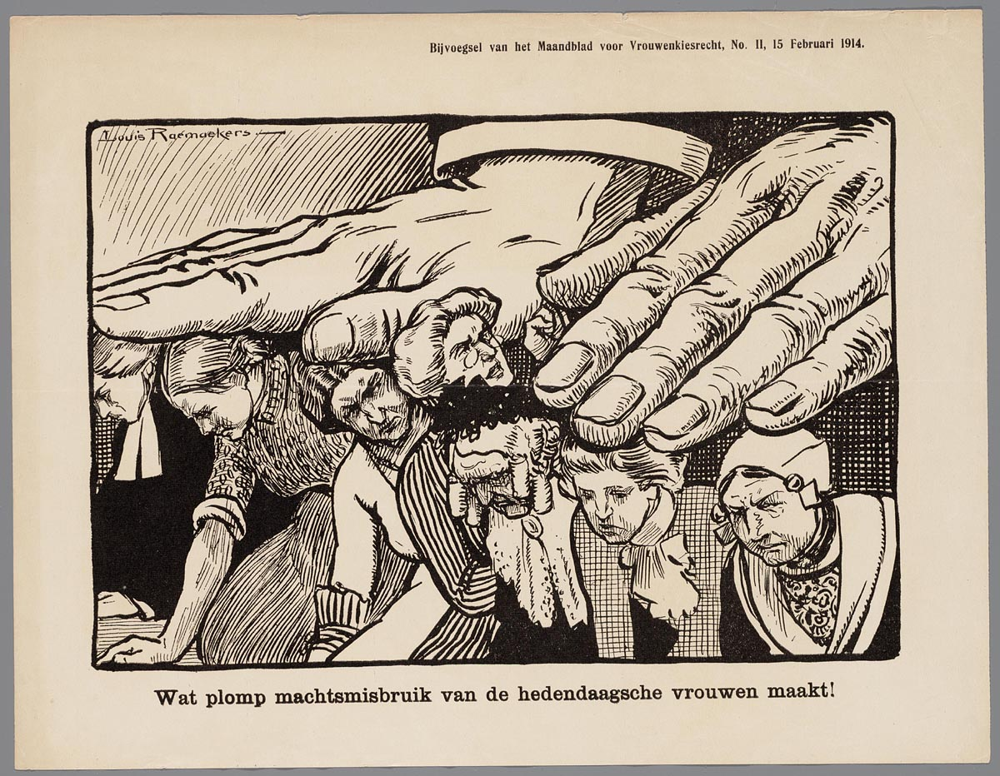 Bijvoegsel van het Maandblad voor Vrouwenkiesrecht, No. 11, 15 Februari 1914.
Louis Raemaekers
Wat plomp machtsmisbruik van de hedendaagsche vrouwen maakt!